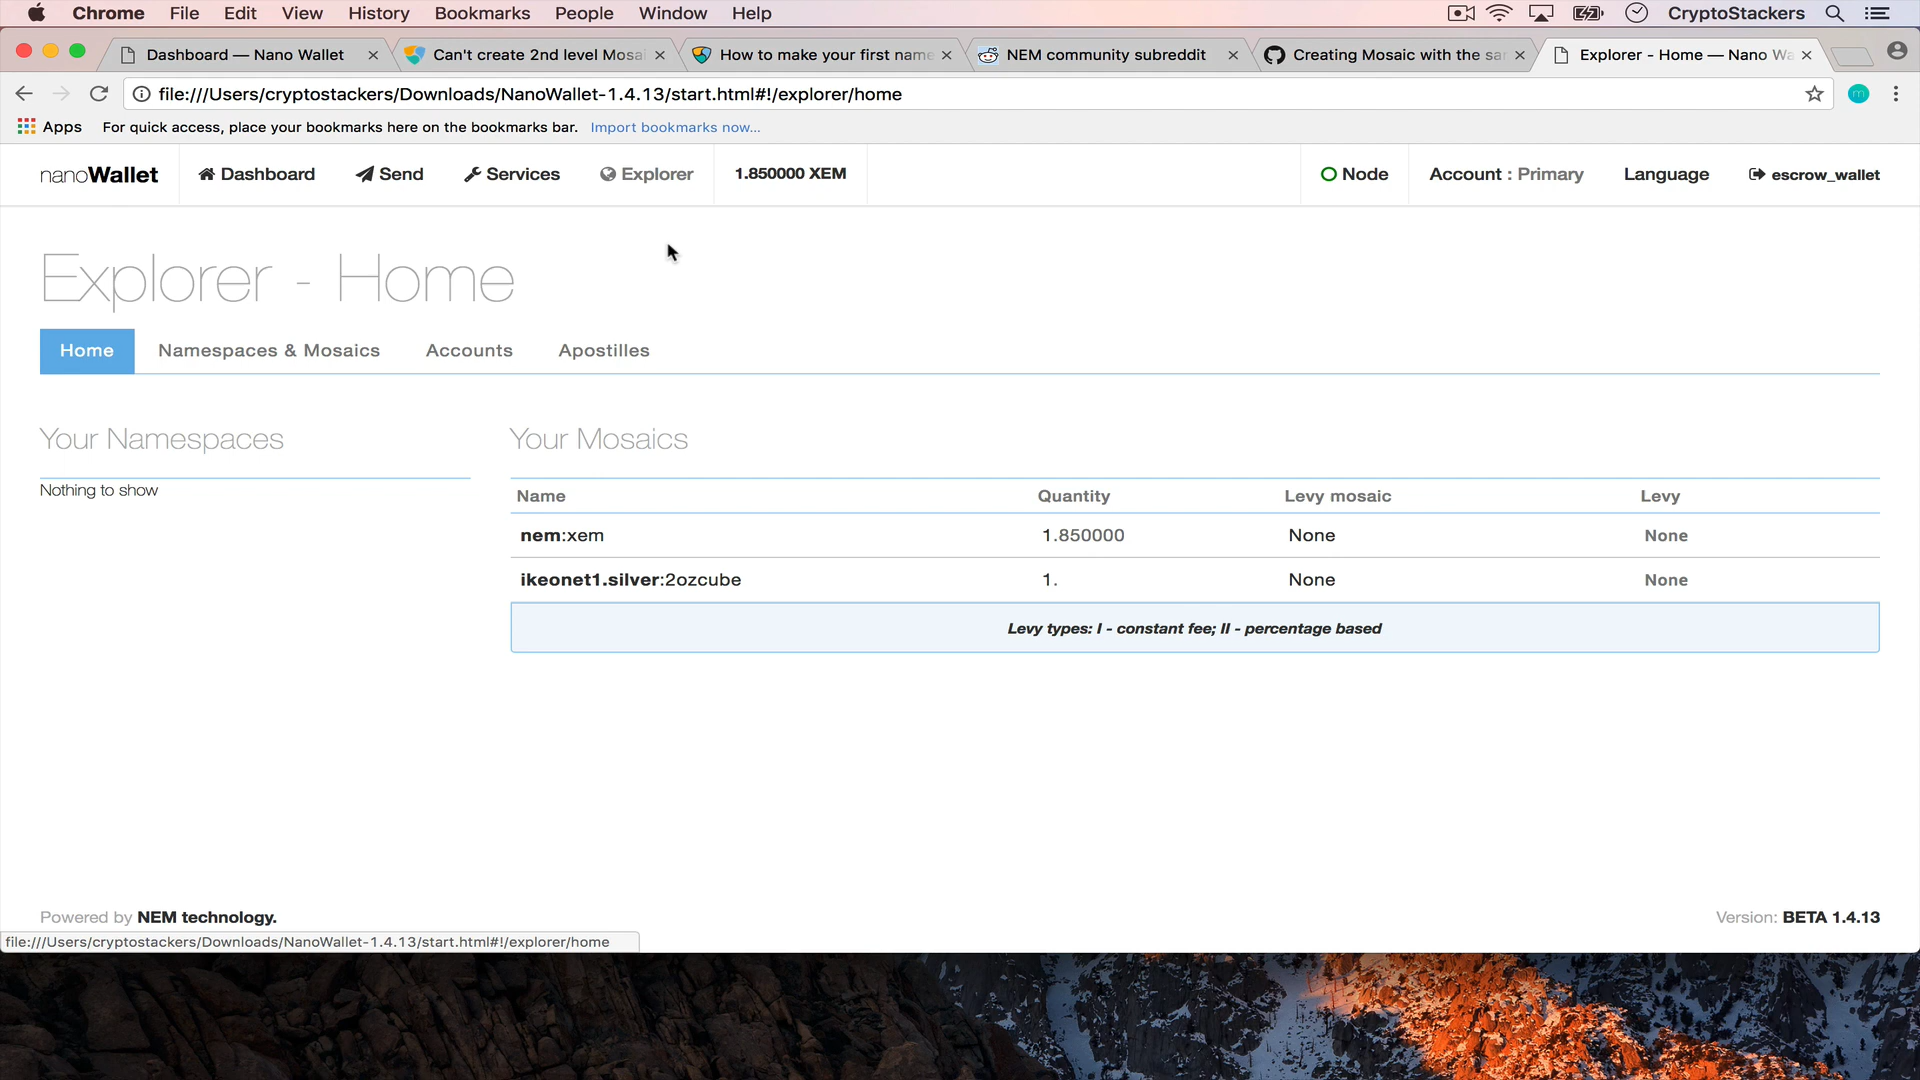 Chrome File Edit View History Bookmarks People Window Help CryptoStackers
Dashboard — Nano Wallet Can't create 2nd level Mosai How to make your first name NEM community subreddit Creating Mosaic with the sa Explorer - Home — Nano Wa
file:///Users/cryptostackers/Downloads/NanoWallet-1.4.13/start.html#!/explorer/home
Apps For quick access, place your bookmarks here on the bookmarks bar. Import bookmarks now...
nanoWallet Dashboard Send Services Explorer 1.850000 XEM Node Account : Primary Language escrow_wallet
Explorer - Home
Home Namespaces & Mosaics Accounts Apostilles
Your Namespaces Your Mosaics
Nothing to show
Name Quantity Levy mosaic Levy
nem:xem 1.850000 None None
ikeonet1.silver:2ozcube 1. None None
Levy types: I - constant fee; II - percentage based
Powered by NEM technology. Version: BETA 1.4.13
file:///Users/cryptostackers/Downloads/NanoWallet-1.4.13/start.html#!/explorer/home